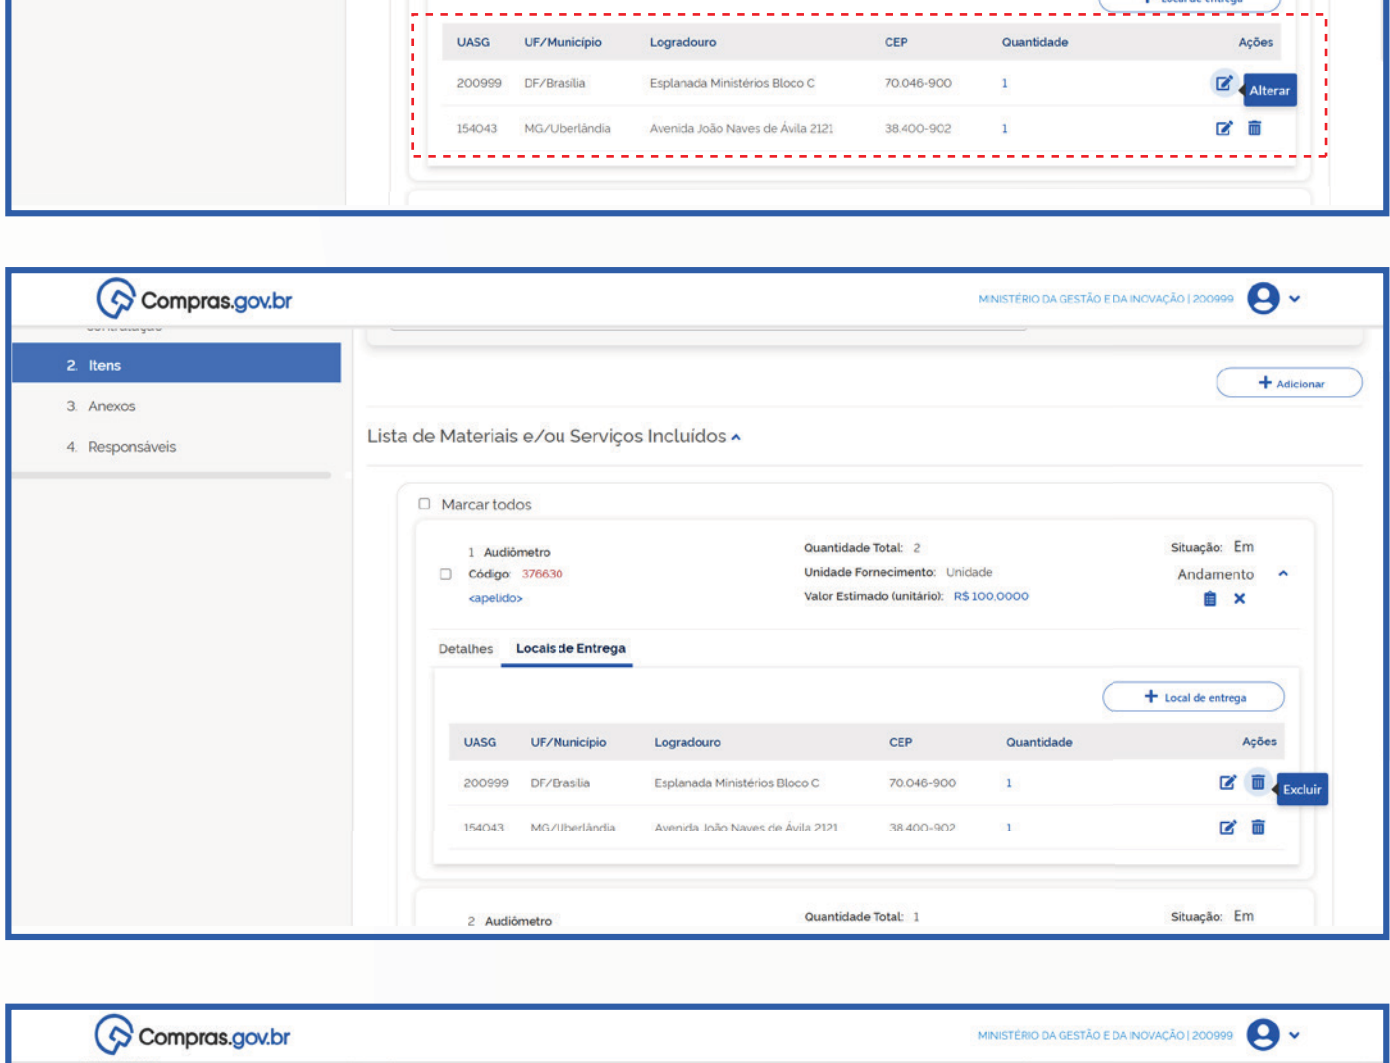 Local de entrega
UASG UF/Município Logradouro CEP Quantidade Ações
200999 DF/Brasília Esplanada Ministérios Bloco C 70.046-900 1
Alterar
154043 MG/Uberlândia Avenida João Naves de Ávila 2121 38.400-902 1
Compras.gov.br
MINISTÉRIO DA GESTÃO E DA INOVAÇÃO | 200999
contratação
2. Itens
3. Anexos
4. Responsáveis
+ Adicionar
Lista de Materiais e/ou Serviços Incluídos
Marcar todos
1 Audiômetro
Código: 376630
<apelido>
Quantidade Total: 2
Unidade Fornecimento: Unidade
Valor Estimado (unitário): R$ 100,0000
Situação: Em
Andamento
Detalhes Locais de Entrega
+ Local de entrega
UASG UF/Município Logradouro CEP Quantidade Ações
200999 DF/Brasília Esplanada Ministérios Bloco C 70.046-900 1
Excluir
154043 MG/Uberlândia Avenida João Naves de Ávila 2121 38.400-902 1
2 Audiômetro
Quantidade Total: 1
Situação: Em
Compras.gov.br
MINISTÉRIO DA GESTÃO E DA INOVAÇÃO | 200999